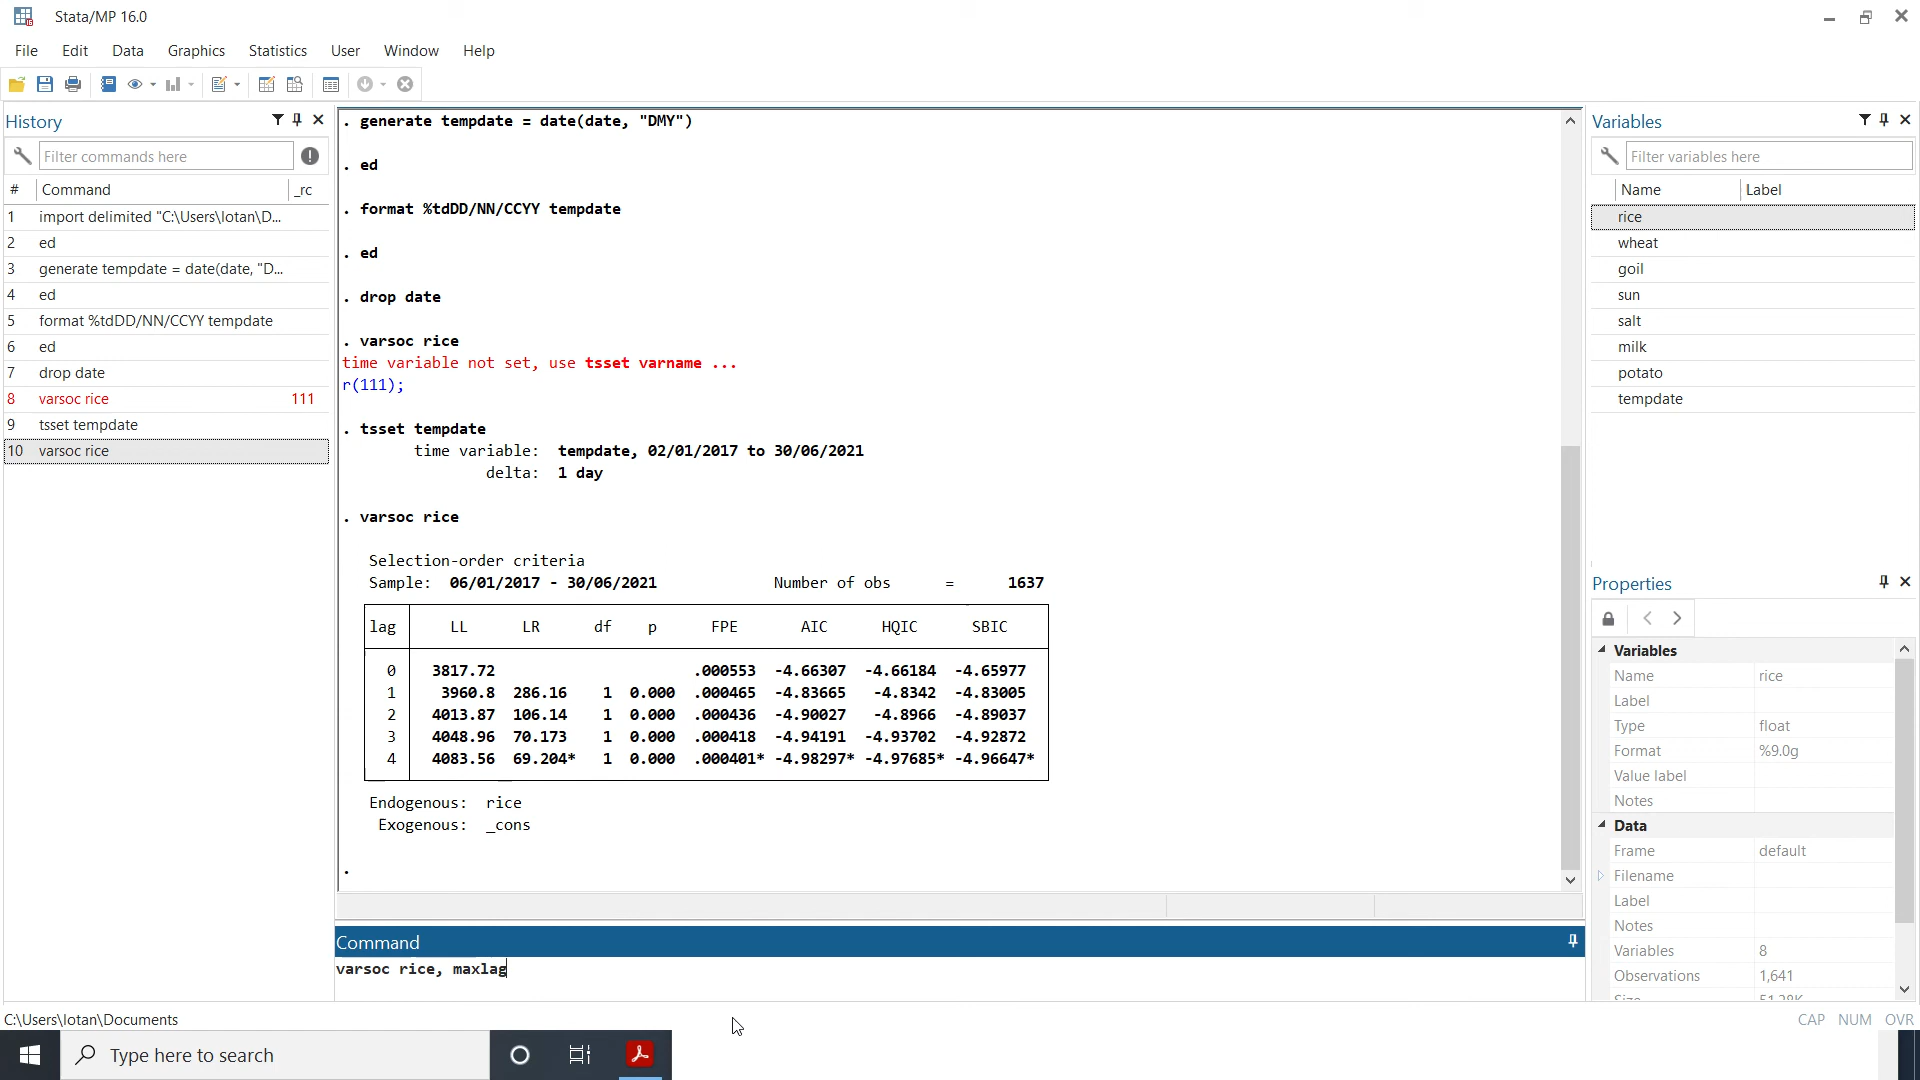 Stata/MP 16.0
File Edit Data Graphics Statistics User Window Help
History
Filter commands here
# Command _rc
1 import delimited "C:\Users\lotan\D...
2 ed
3 generate tempdate = date(date, "D...
4 ed
5 format %tdDD/NN/CCYY tempdate
6 ed
7 drop date
8 varsoc rice 111
9 tsset tempdate
10 varsoc rice
. generate tempdate = date(date, "DMY")
. ed
. format %tdDD/NN/CCYY tempdate
. ed
. drop date
. varsoc rice
time variable not set, use tsset varname ...
r(111);
. tsset tempdate
time variable: tempdate, 02/01/2017 to 30/06/2021
delta: 1 day
. varsoc rice
Selection-order criteria
Sample: 06/01/2017 - 30/06/2021 Number of obs = 1637
lag LL LR df p FPE AIC HQIC SBIC
0 3817.72 .000553 -4.66307 -4.66184 -4.65977
1 3960.8 286.16 1 0.000 .000465 -4.83665 -4.8342 -4.83005
2 4013.87 106.14 1 0.000 .000436 -4.90027 -4.8966 -4.89037
3 4048.96 70.173 1 0.000 .000418 -4.94191 -4.93702 -4.92872
4 4083.56 69.204* 1 0.000 .000401* -4.98297* -4.97685* -4.96647*
Endogenous: rice
Exogenous: _cons
.
Command
varsoc rice, maxlag
Variables
Filter variables here
Name Label
rice
wheat
goil
sun
salt
milk
potato
tempdate
Properties
Variables
Name rice
Label
Type float
Format %9.0g
Value label
Notes
Data
Frame default
Filename
Label
Notes
Variables 8
Observations 1,641
C:\Users\lotan\Documents
CAP NUM OVR
Type here to search